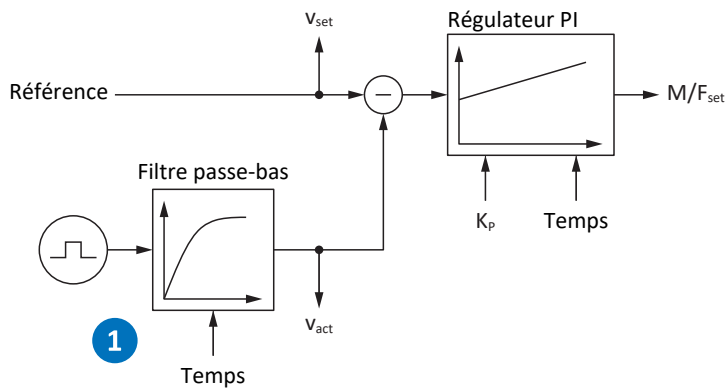 v_set
Régulateur PI
Référence
−
M/F_set
Filtre passe-bas
K_P
Temps
1
v_act
Temps